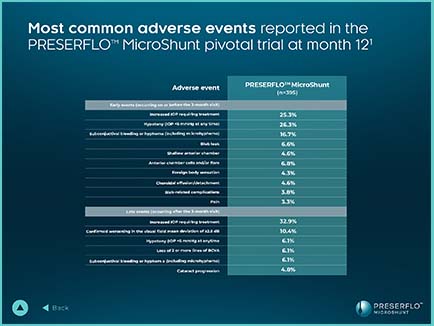 Most common adverse events reported in the
PRESERFLO™ MicroShunt pivotal trial at month 12¹
Adverse event PRESERFLO™ MicroShunt
(n=395)
Early events (occurring on or before the 3-month visit)
Increased IOP requiring treatment 25.3%
Hypotony (IOP <6 mmHg at any time) 26.3%
Subconjunctival bleeding or hyphema (including microhyphema) 16.7%
Bleb leak 6.6%
Shallow anterior chamber 4.6%
Anterior chamber cells and/or flare 6.8%
Foreign body sensation 4.3%
Choroidal effusion/detachment 4.6%
Bleb-related complications 3.8%
Pain 3.3%
Late events (occurring after the 3-month visit)
Increased IOP requiring treatment 32.9%
Confirmed worsening in the visual field mean deviation of ≥2.5 dB 10.4%
Hypotony (IOP <6 mmHg at anytime 6.1%
Loss of 2 or more lines of BCVA 6.1%
Subconjunctival bleeding or hyphema (including microhyphema) 6.1%
Cataract progression 4.8%
Back
PRESERFLO™
MICROSHUNT